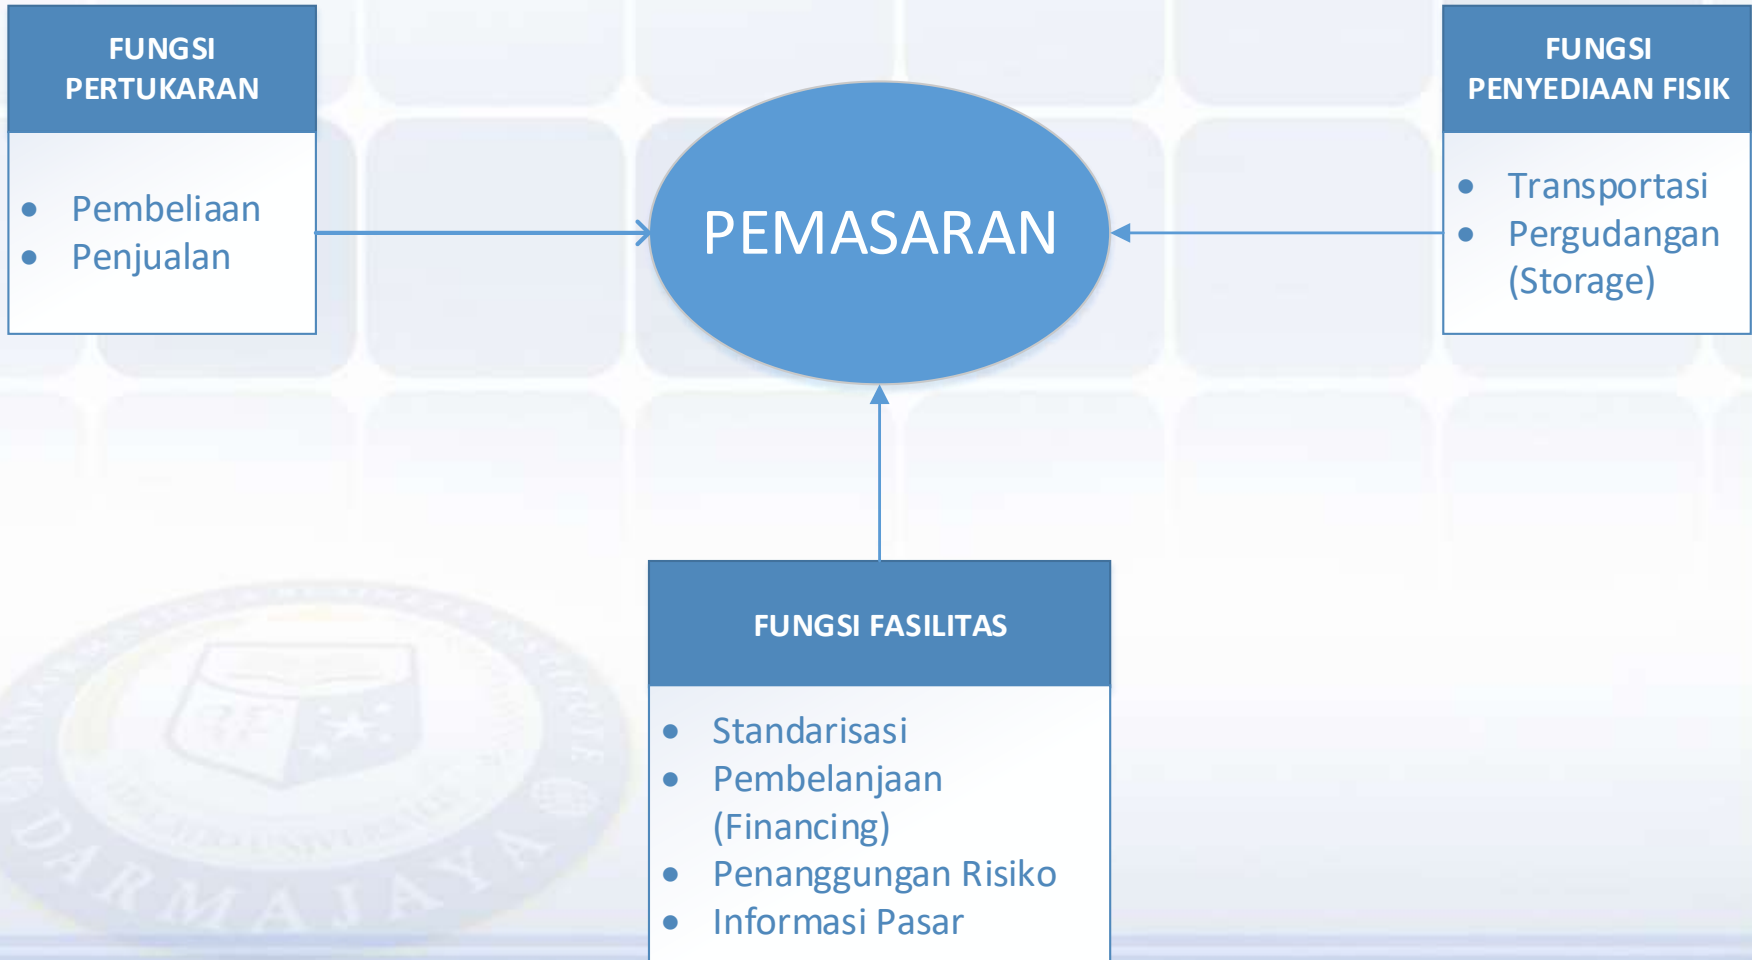 FUNGSI
PERTUKARAN
• Pembeliaan
• Penjualan
PEMASARAN
FUNGSI
PENYEDIAAN FISIK
• Transportasi
• Pergudangan
(Storage)
FUNGSI FASILITAS
• Standarisasi
• Pembelanjaan
(Financing)
• Penanggungan Risiko
• Informasi Pasar
DARMAJAYA